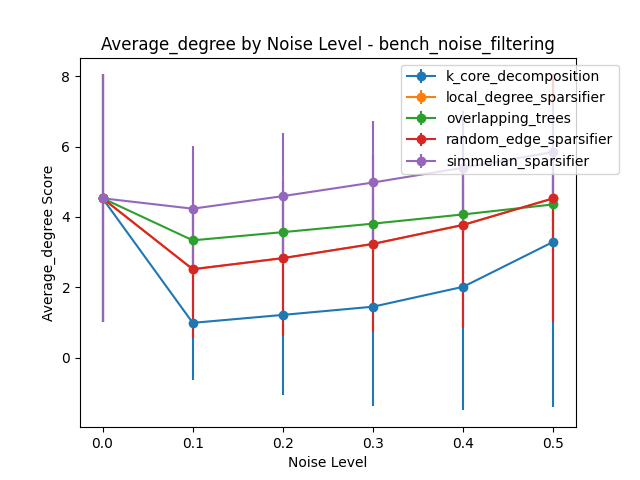 Average_degree by Noise Level - bench_noise_filtering
k_core_decomposition
local_degree_sparsifier
overlapping_trees
random_edge_sparsifier
simmelian_sparsifier
Average_degree Score
8
6
4
2
0
0.0 0.1 0.2 0.3 0.4 0.5
Noise Level